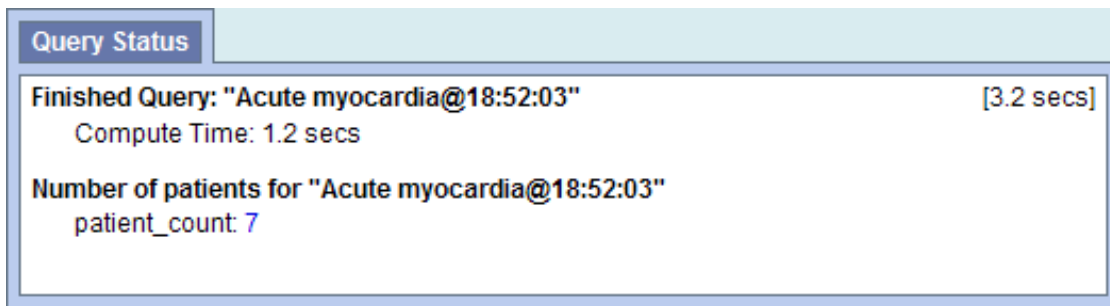 Query Status
Finished Query: "Acute myocardia@18:52:03" [3.2 secs]
Compute Time: 1.2 secs
Number of patients for "Acute myocardia@18:52:03"
patient_count: 7